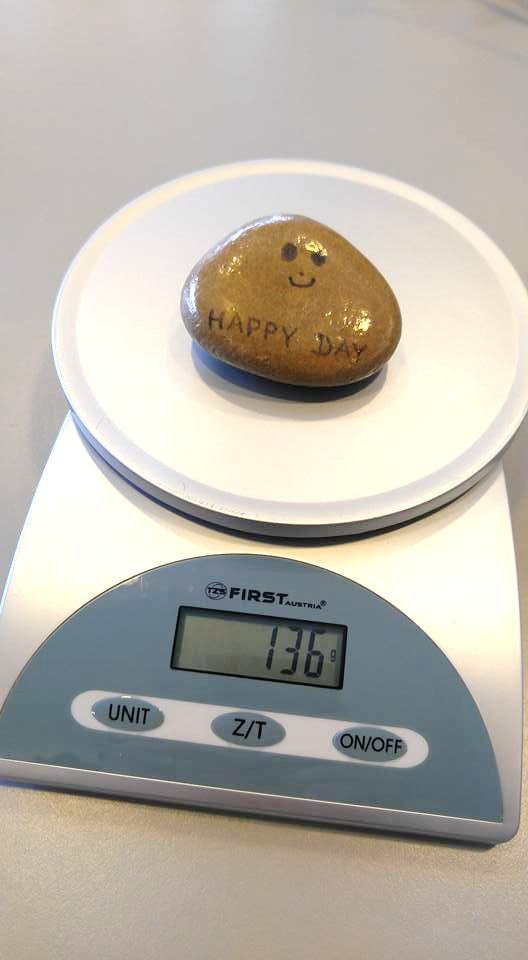 HAPPY DAY
TZS FIRST AUSTRIA®
136 g
UNIT Z/T ON/OFF